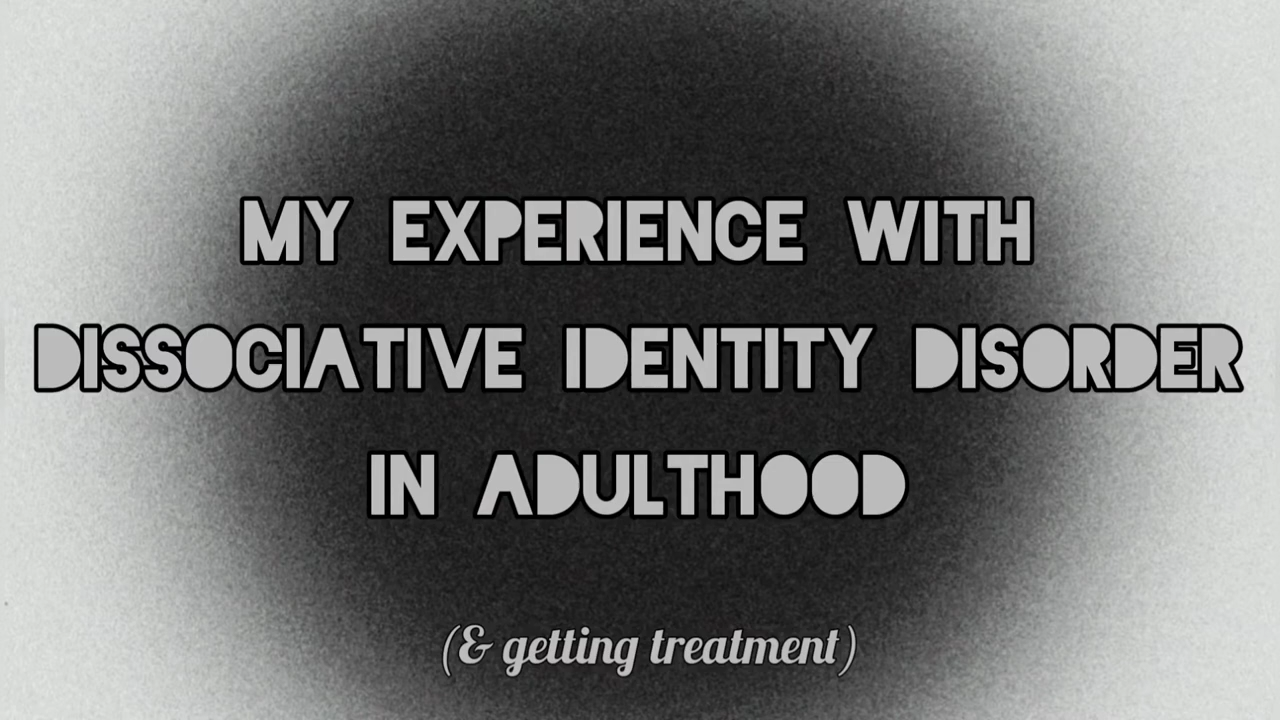 MY EXPERIENCE WITH
DISSOCIATIVE IDENTITY DISORDER
IN ADULTHOOD
(& getting treatment)